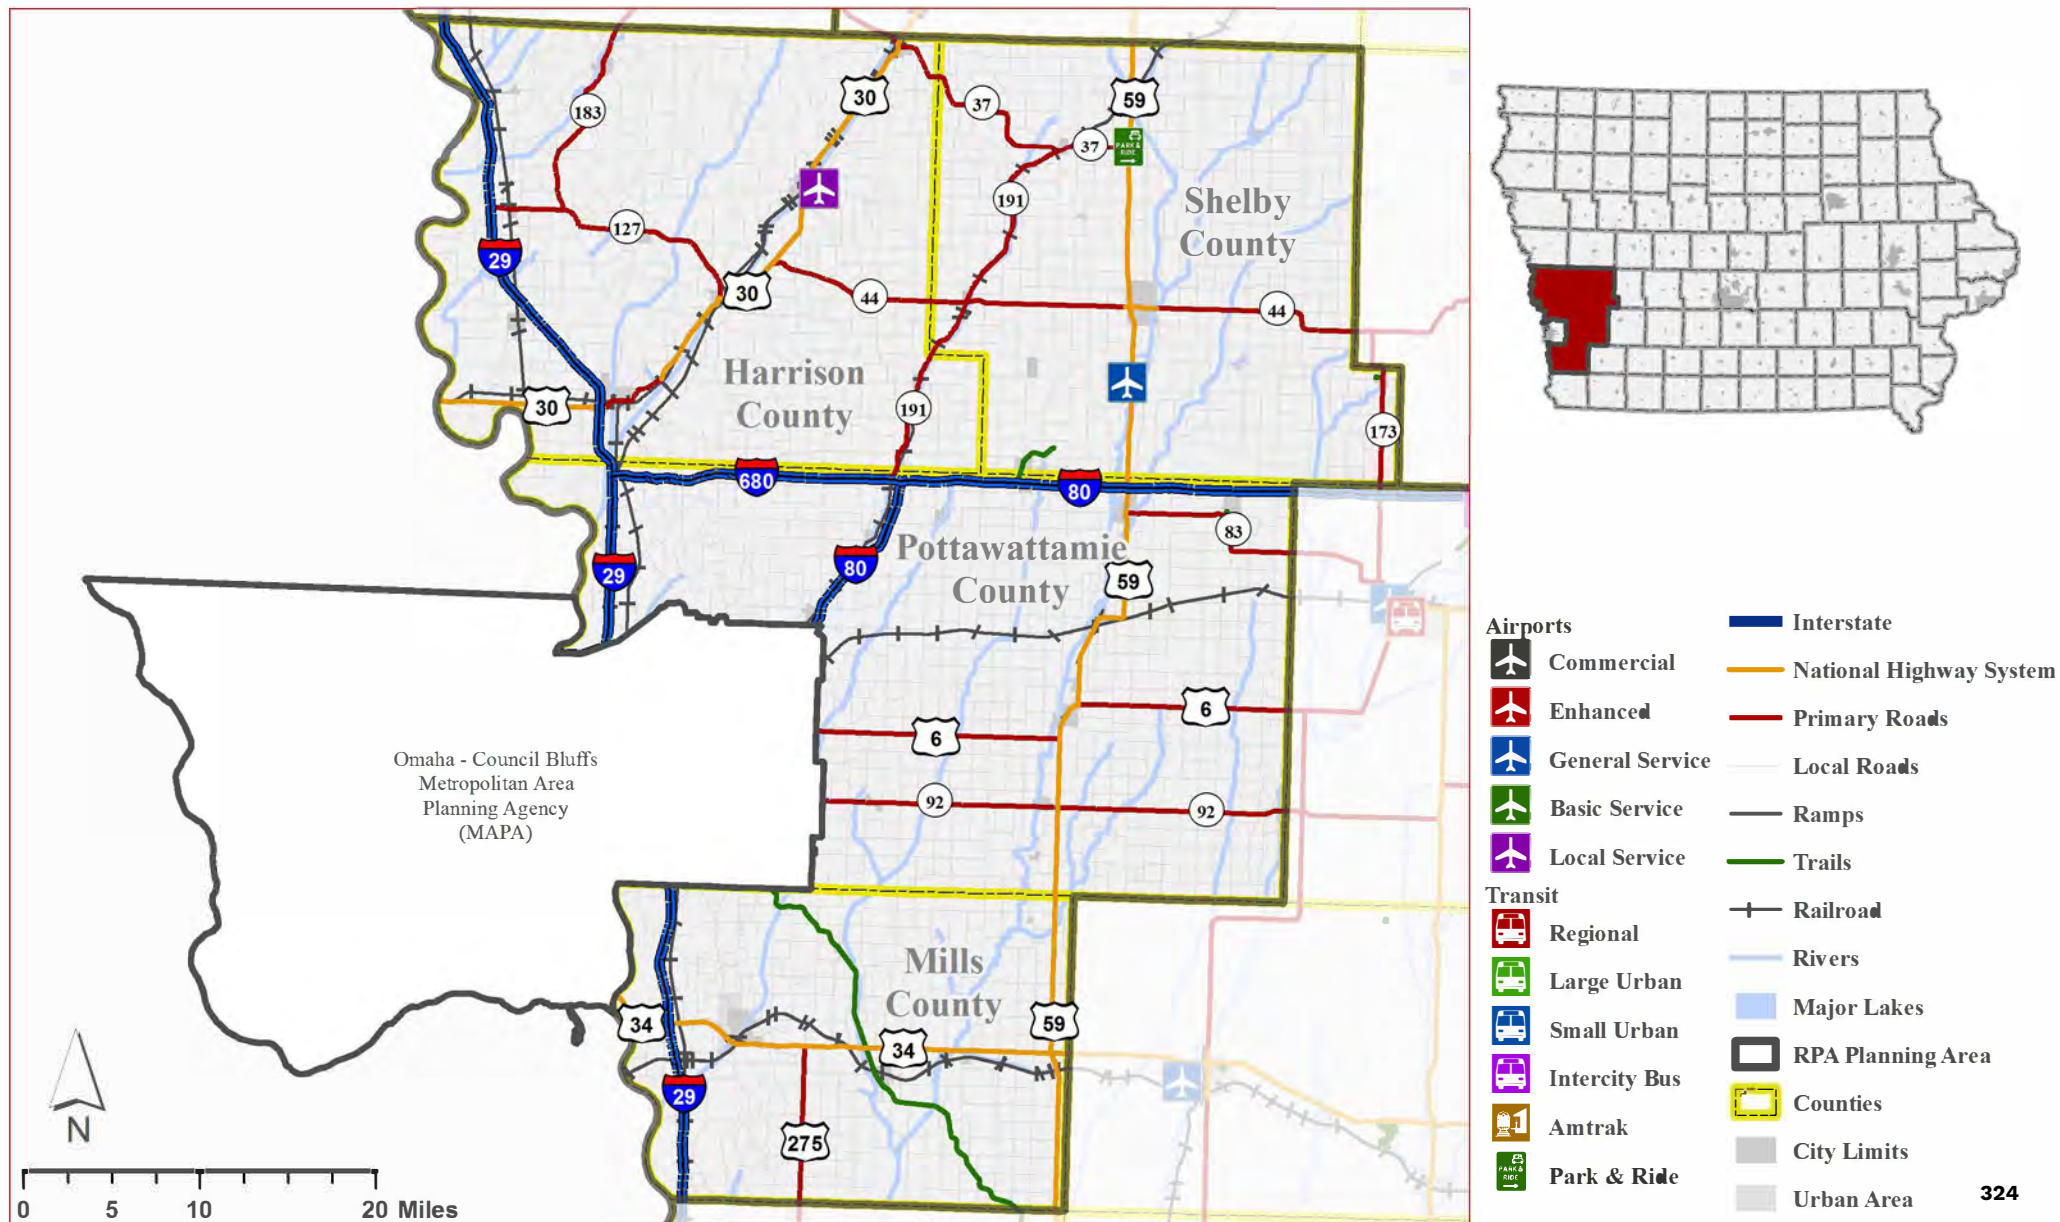 30
59
183
37
37
191
Shelby
County
127
29
30
44
44
Harrison
County
30
191
173
680
80
83
Pottawattamie
County
29
80
59
6
6
Omaha - Council Bluffs
Metropolitan Area
Planning Agency
(MAPA)
92
92
Mills
County
34
59
34
29
275
N
0 5 10 20 Miles
Airports
Commercial
Enhanced
General Service
Basic Service
Local Service
Transit
Regional
Large Urban
Small Urban
Intercity Bus
Amtrak
PARK &
RIDE
Park & Ride
Interstate
National Highway System
Primary Roads
Local Roads
Ramps
Trails
Railroad
Rivers
Major Lakes
RPA Planning Area
Counties
City Limits
Urban Area
324
PARK &
RIDE